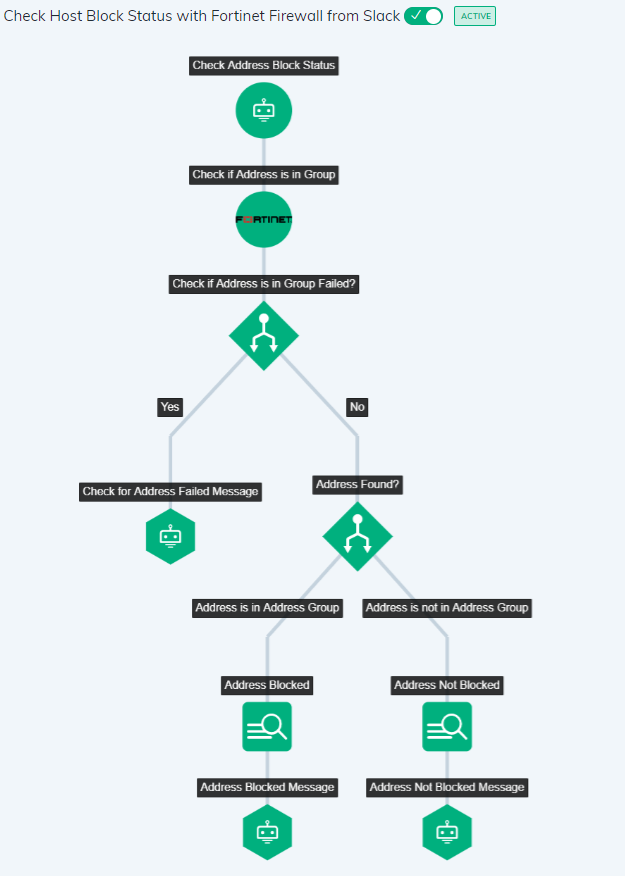 Check Host Block Status with Fortinet Firewall from Slack ACTIVE
Check Address Block Status
Check if Address is in Group
FORTINET
Check if Address is in Group Failed?
Yes
No
Address Found?
Check for Address Failed Message
Address is in Address Group
Address is not in Address Group
Address Blocked
Address Not Blocked
Address Blocked Message
Address Not Blocked Message